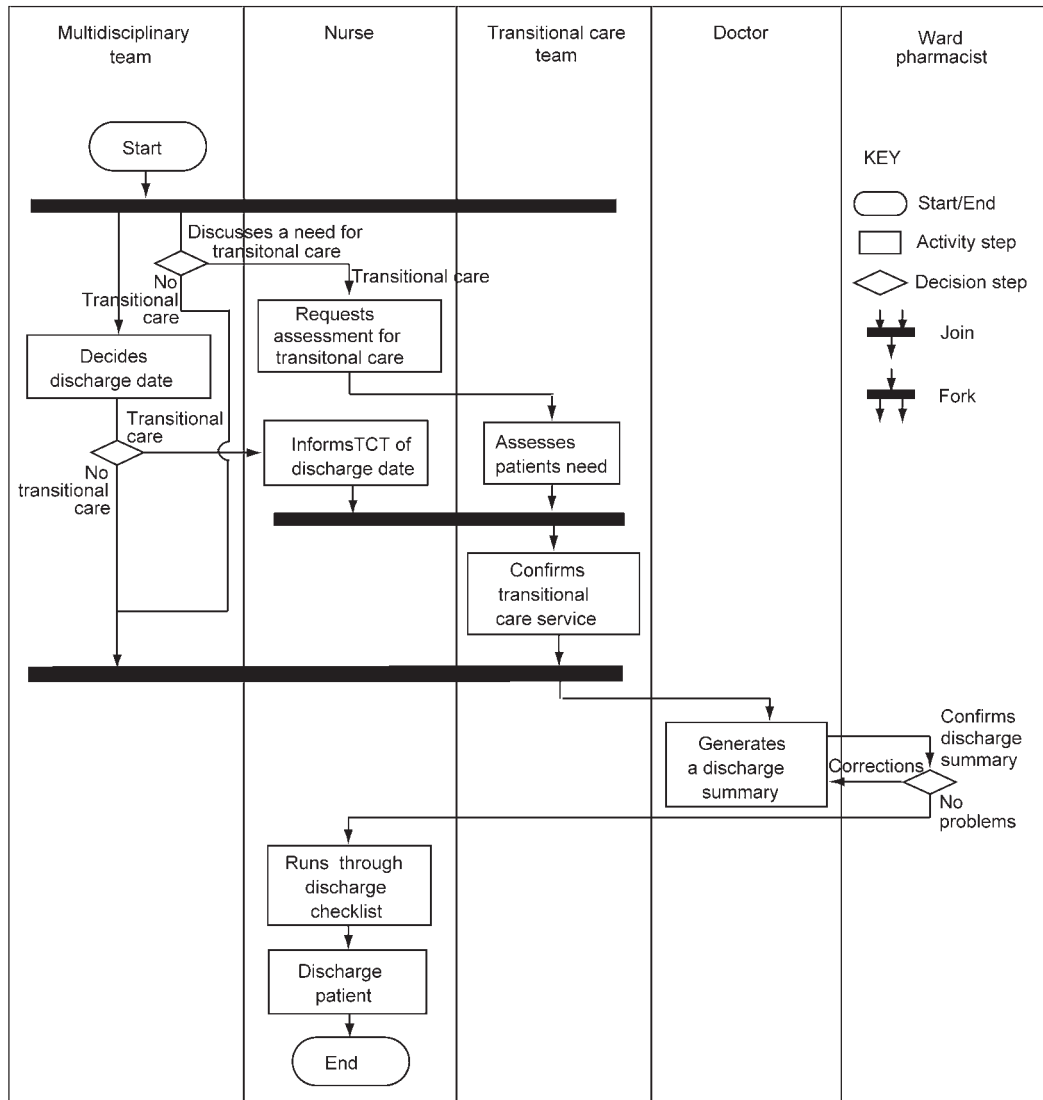 Multidisciplinary
team
Nurse
Transitional care
team
Doctor
Ward
pharmacist
Start
KEY
Start/End
Activity step
Decision step
Join
Fork
Discusses a need for
transitonal care
No
Transitional
care
Transitional care
Requests
assessment for
transitonal care
Decides
discharge date
Transitional
care
No
transitional
care
InformsTCT of
discharge date
Assesses
patients need
Confirms
transitional
care service
Generates
a discharge
summary
Confirms
discharge
summary
Corrections
No
problems
Runs through
discharge
checklist
Discharge
patient
End